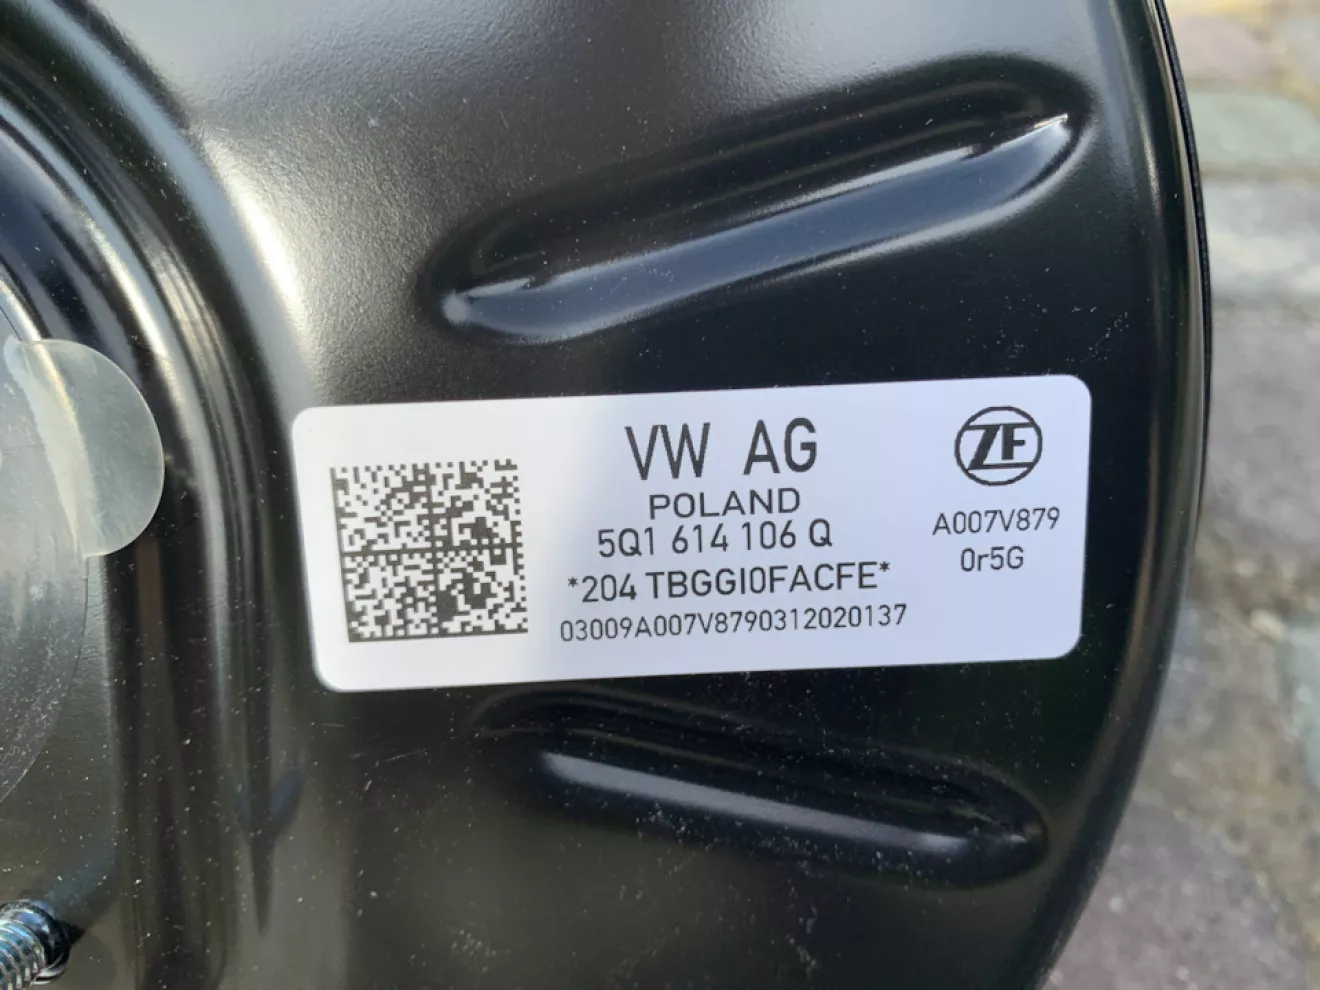 VW AG
POLAND
5Q1 614 106 Q
*204 TBGGI0FACFE*
03009A007V8790312020137
ZF
A007V879
0r5G